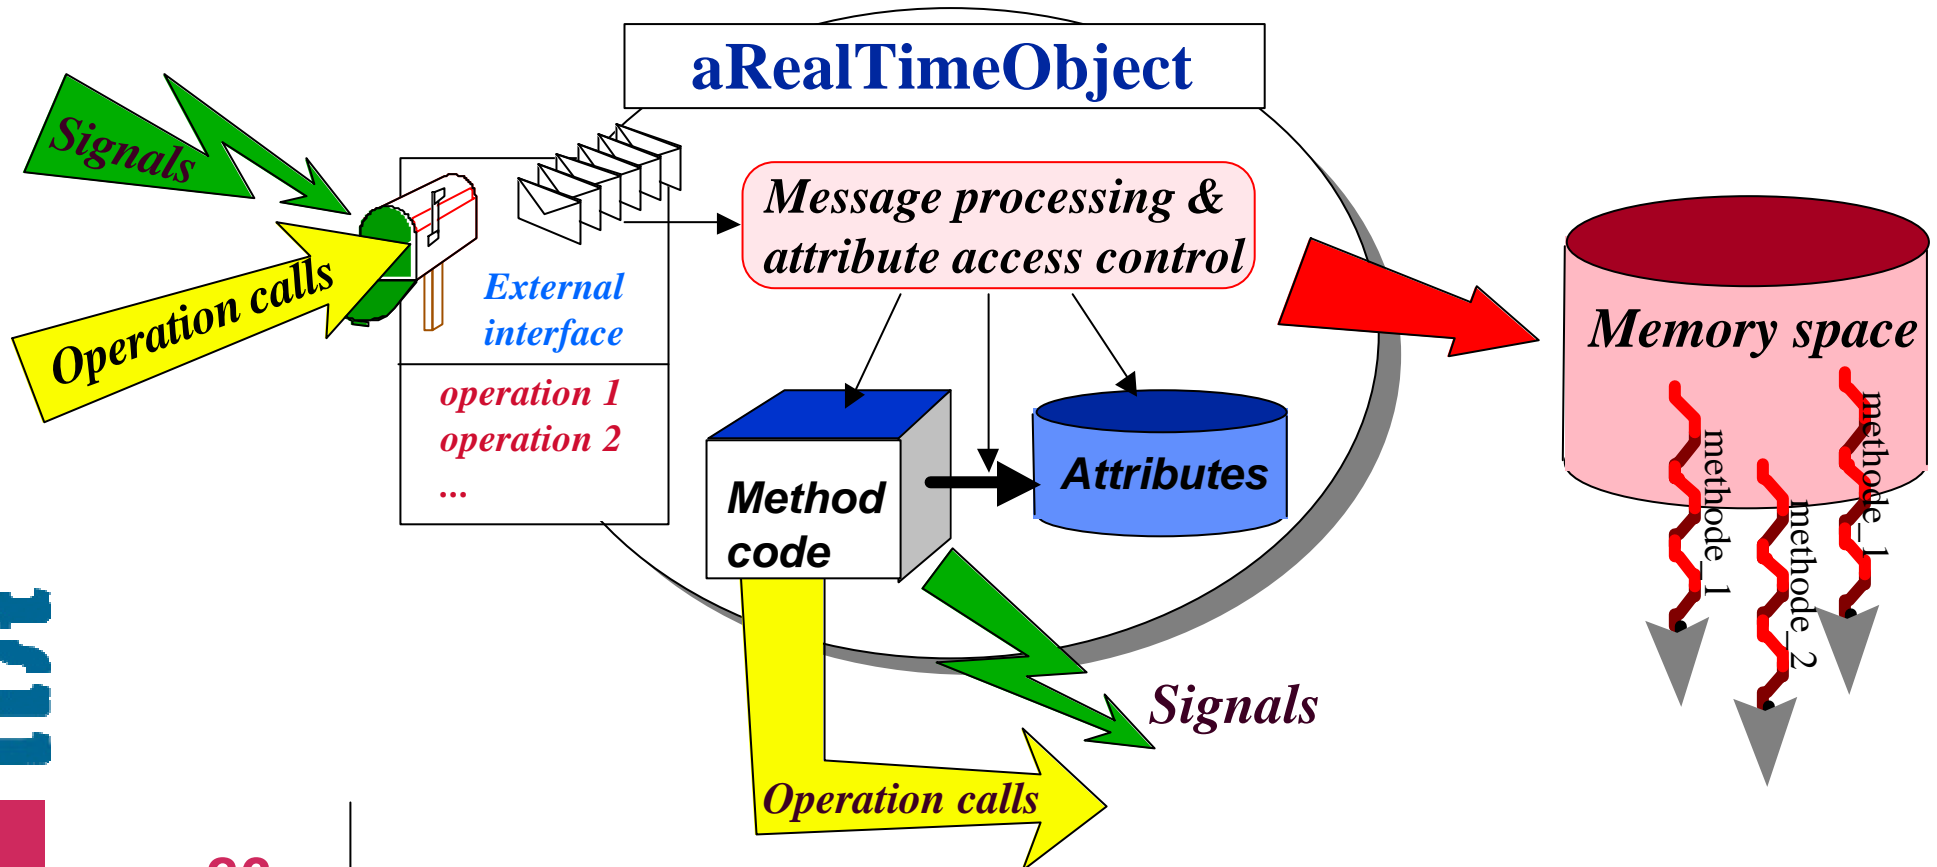 aRealTimeObject
Signals
Operation calls
External
interface
operation 1
operation 2
...
Message processing &
attribute access control
Method
code
Attributes
Signals
Operation calls
Memory space
methode_1
methode_2
methode_1